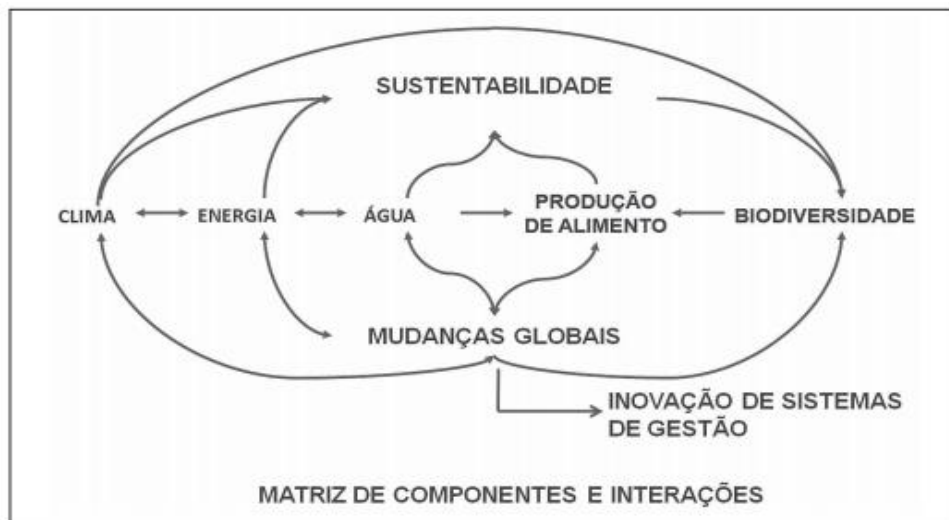 SUSTENTABILIDADE
CLIMA
ENERGIA
ÁGUA
PRODUÇÃO
DE ALIMENTO
BIODIVERSIDADE
MUDANÇAS GLOBAIS
INOVAÇÃO DE SISTEMAS
DE GESTÃO
MATRIZ DE COMPONENTES E INTERAÇÕES